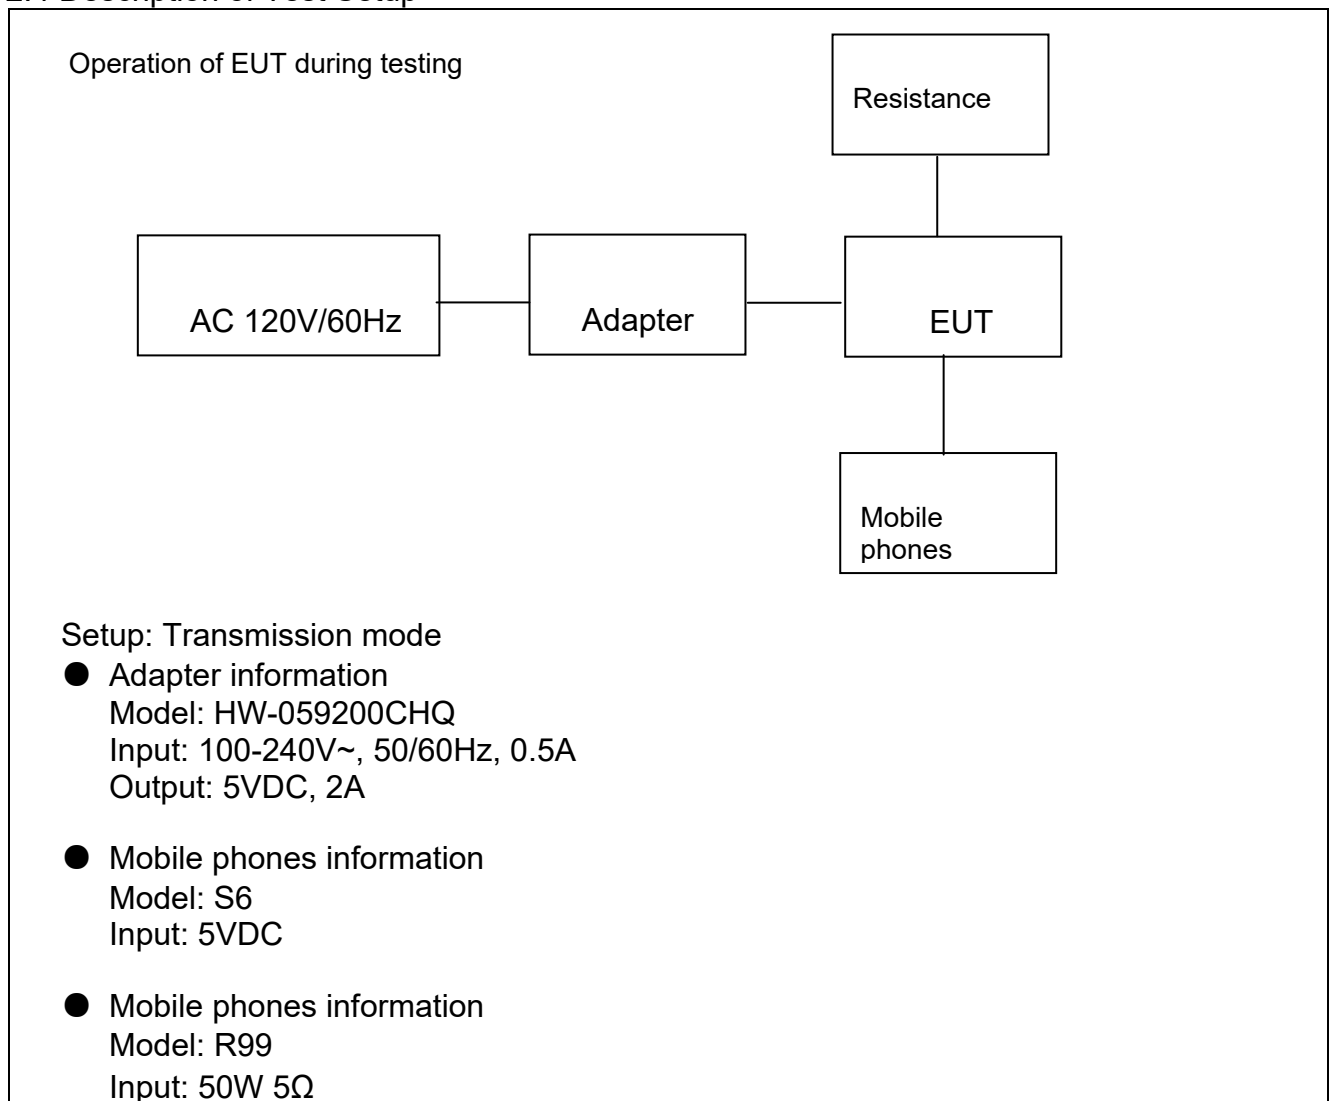 Operation of EUT during testing
Resistance
AC 120V/60Hz
Adapter
EUT
Mobile
phones
Setup: Transmission mode
● Adapter information
Model: HW-059200CHQ
Input: 100-240V~, 50/60Hz, 0.5A
Output: 5VDC, 2A
● Mobile phones information
Model: S6
Input: 5VDC
● Mobile phones information
Model: R99
Input: 50W 5Ω